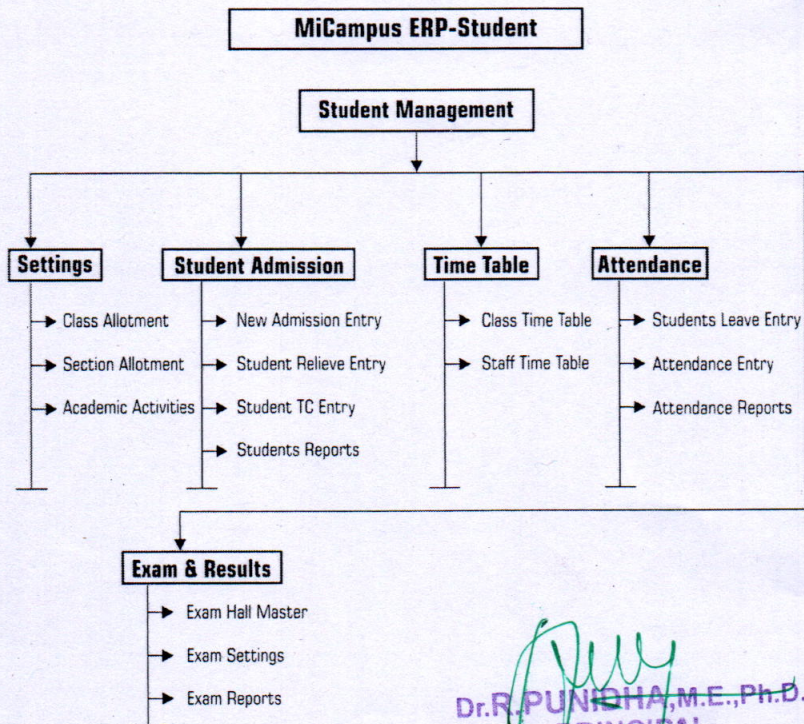 MiCampus ERP-Student
Student Management
Settings
Student Admission
Time Table
Attendance
Class Allotment
New Admission Entry
Class Time Table
Students Leave Entry
Section Allotment
Student Relieve Entry
Staff Time Table
Attendance Entry
Academic Activities
Student TC Entry
Attendance Reports
Students Reports
Exam & Results
Exam Hall Master
Exam Settings
Exam Reports
Dr.R.PUNIDHA,M.E.,Ph.D.
PRINCIPAL